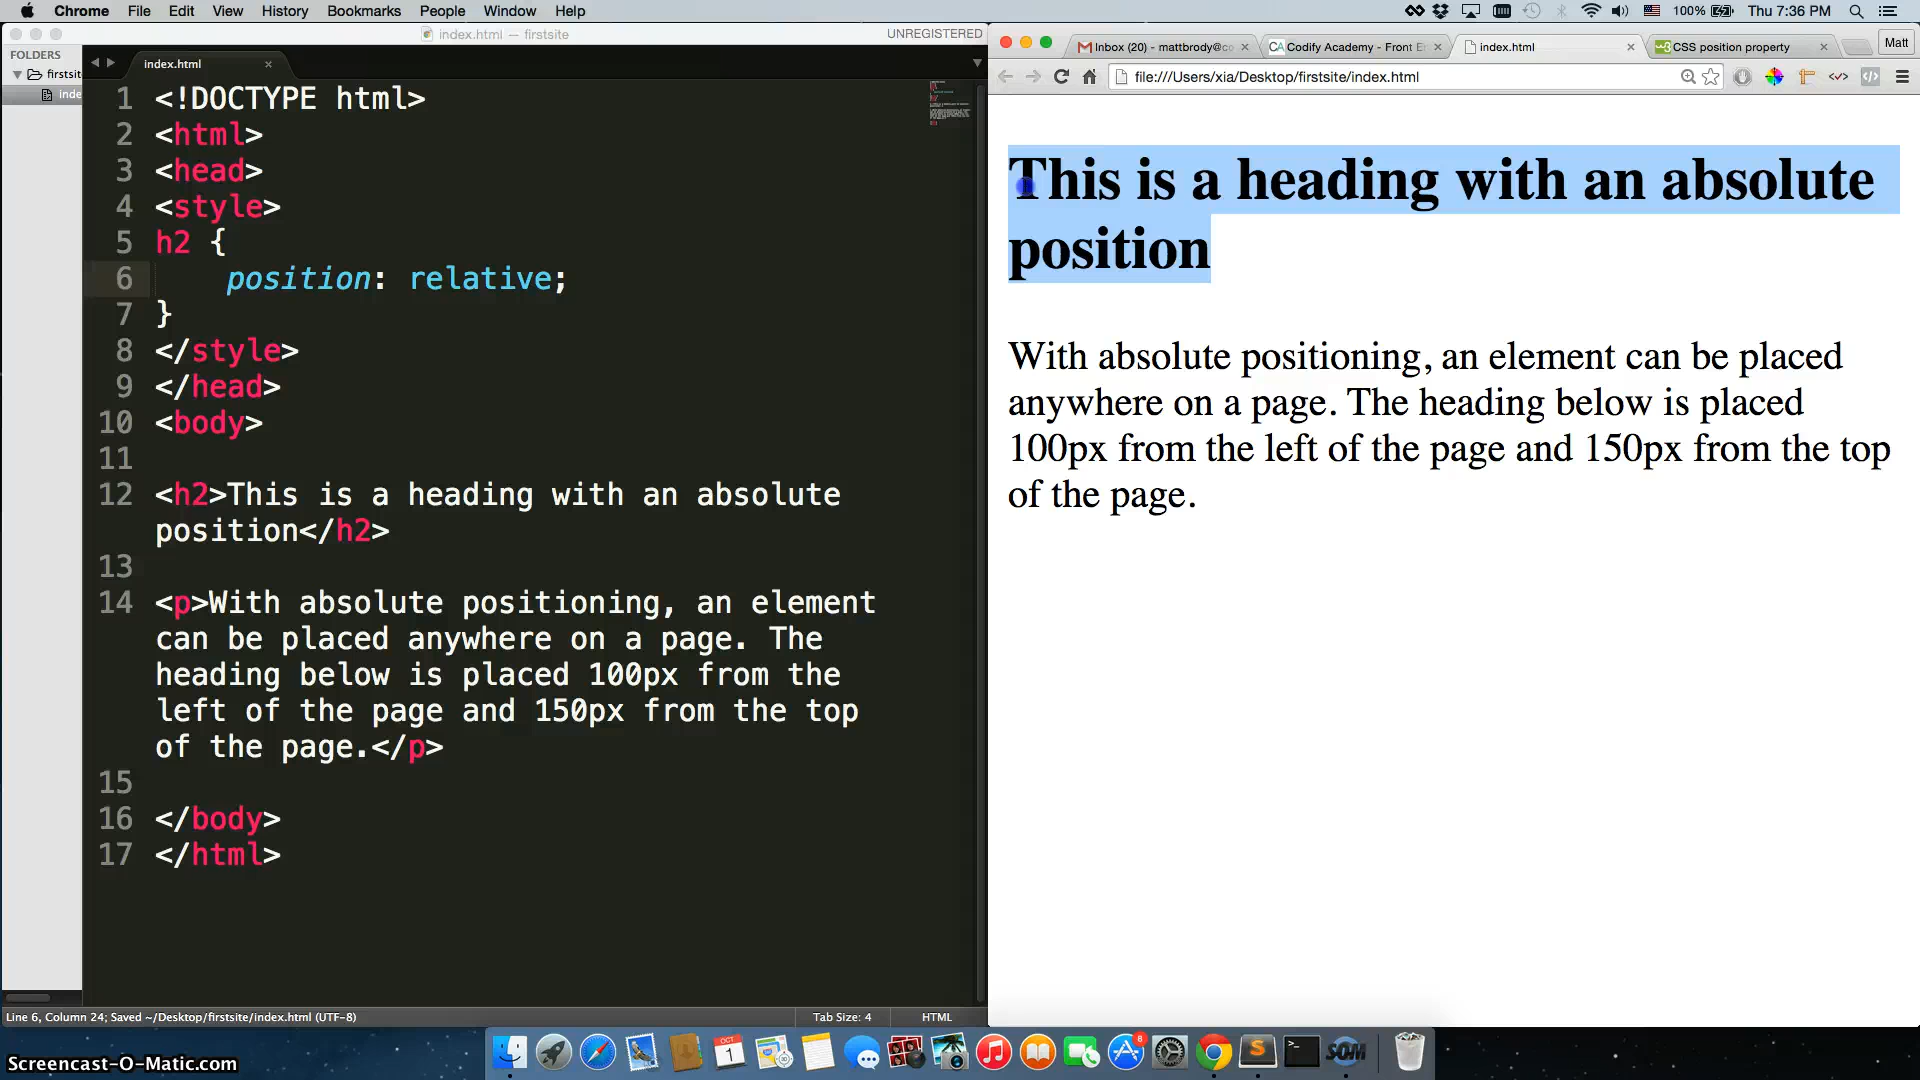 Chrome File Edit View History Bookmarks People Window Help 100% Thu 7:36 PM
index.html — firstsite UNREGISTERED
FOLDERS
firstsit
inde
index.html
1 <!DOCTYPE html>
2 <html>
3 <head>
4 <style>
5 h2 {
6 position: relative;
7 }
8 </style>
9 </head>
10 <body>
11
12 <h2>This is a heading with an absolute
position</h2>
13
14 <p>With absolute positioning, an element
can be placed anywhere on a page. The
heading below is placed 100px from the
left of the page and 150px from the top
of the page.</p>
15
16 </body>
17 </html>
Line 6, Column 24; Saved ~/Desktop/firstsite/index.html (UTF-8) Tab Size: 4 HTML
Inbox (20) - mattbrody@co Codify Academy - Front E index.html CSS position property Matt
file:///Users/xia/Desktop/firstsite/index.html
This is a heading with an absolute
position
With absolute positioning, an element can be placed
anywhere on a page. The heading below is placed
100px from the left of the page and 150px from the top
of the page.
1
8
SOM
Screencast-O-Matic.com